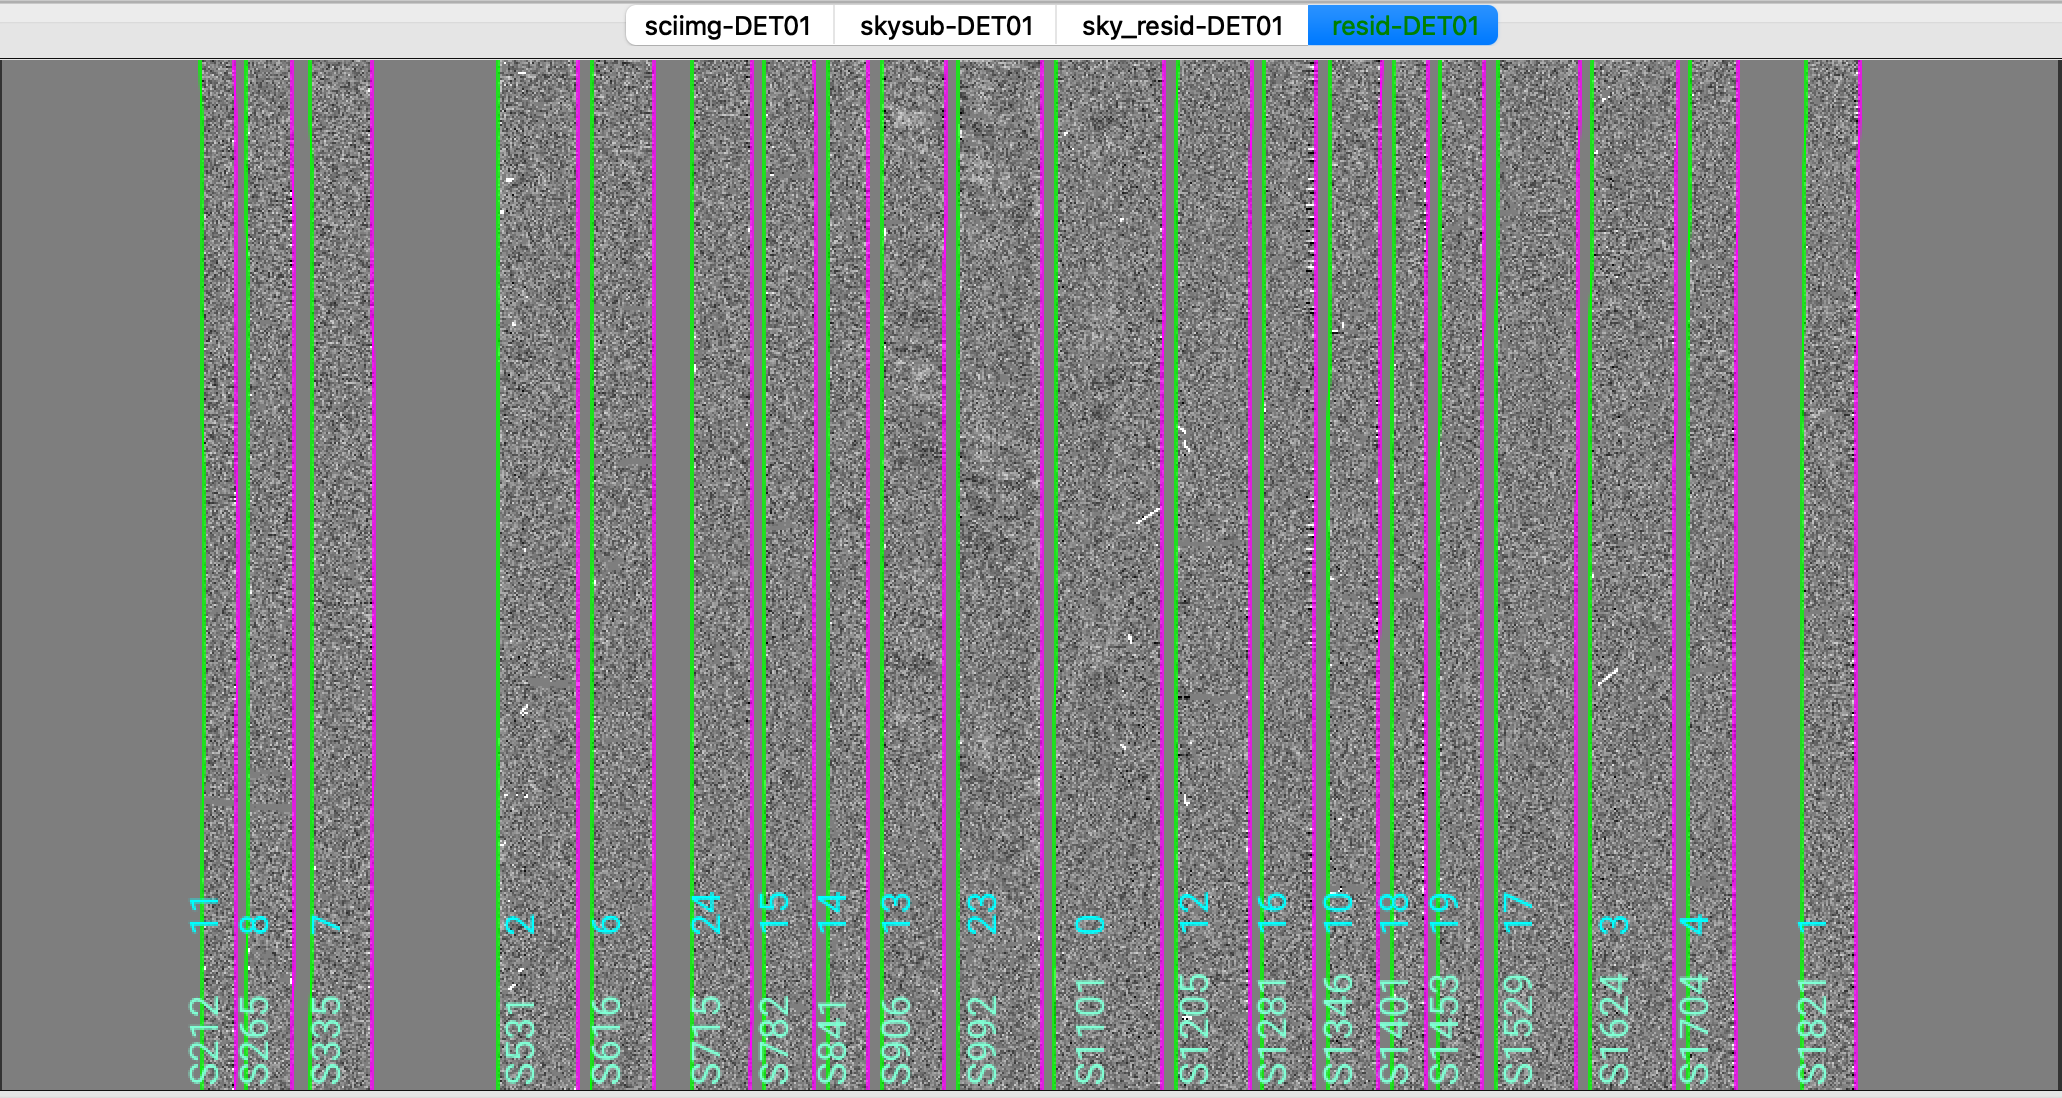 sciimg-DET01 skysub-DET01 sky_resid-DET01 resid-DET01
11 8 7 2 6 24 15 14 13 23 0 12 16 10 18 19 17 3 4 1
S212 S265 S335 S531 S616 S715 S782 S841 S906 S992 S1101 S1205 S1281 S1346 S1401 S1453 S1529 S1624 S1704 S1821